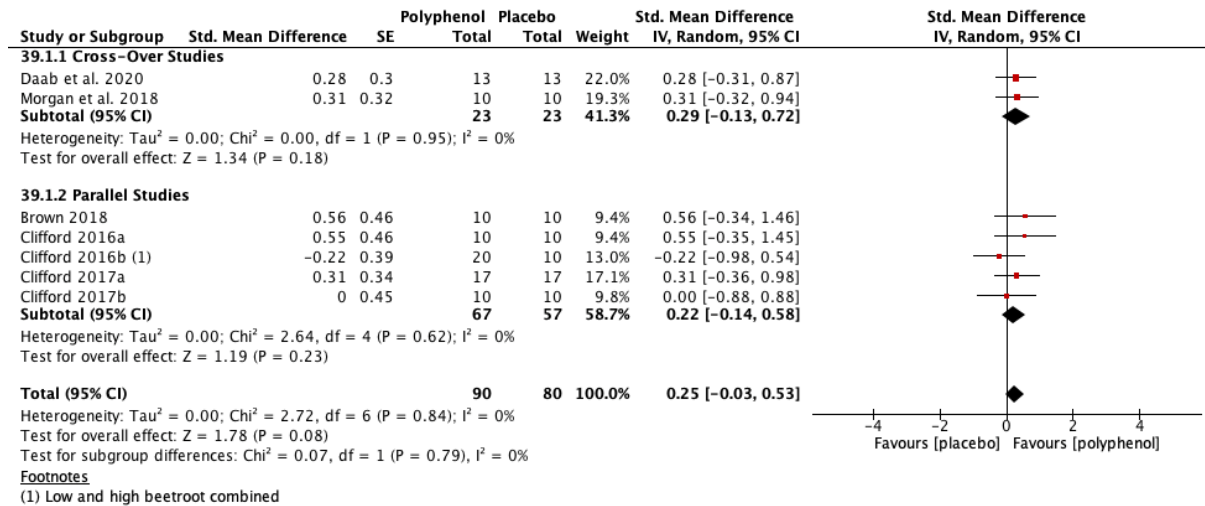 Polyphenol Placebo Std. Mean Difference Std. Mean Difference
Study or Subgroup Std. Mean Difference SE Total Total Weight IV, Random, 95% CI IV, Random, 95% CI
39.1.1 Cross-Over Studies
Daab et al. 2020 0.28 0.3 13 13 22.0% 0.28 [-0.31, 0.87]
Morgan et al. 2018 0.31 0.32 10 10 19.3% 0.31 [-0.32, 0.94]
Subtotal (95% CI) 23 23 41.3% 0.29 [-0.13, 0.72]
Heterogeneity: Tau² = 0.00; Chi² = 0.00, df = 1 (P = 0.95); I² = 0%
Test for overall effect: Z = 1.34 (P = 0.18)
39.1.2 Parallel Studies
Brown 2018 0.56 0.46 10 10 9.4% 0.56 [-0.34, 1.46]
Clifford 2016a 0.55 0.46 10 10 9.4% 0.55 [-0.35, 1.45]
Clifford 2016b (1) -0.22 0.39 20 10 13.0% -0.22 [-0.98, 0.54]
Clifford 2017a 0.31 0.34 17 17 17.1% 0.31 [-0.36, 0.98]
Clifford 2017b 0 0.45 10 10 9.8% 0.00 [-0.88, 0.88]
Subtotal (95% CI) 67 57 58.7% 0.22 [-0.14, 0.58]
Heterogeneity: Tau² = 0.00; Chi² = 2.64, df = 4 (P = 0.62); I² = 0%
Test for overall effect: Z = 1.19 (P = 0.23)
Total (95% CI) 90 80 100.0% 0.25 [-0.03, 0.53]
Heterogeneity: Tau² = 0.00; Chi² = 2.72, df = 6 (P = 0.84); I² = 0%
Test for overall effect: Z = 1.78 (P = 0.08)
Test for subgroup differences: Chi² = 0.07, df = 1 (P = 0.79), I² = 0%
-4 -2 0 2 4
Favours [placebo] Favours [polyphenol]
Footnotes
(1) Low and high beetroot combined